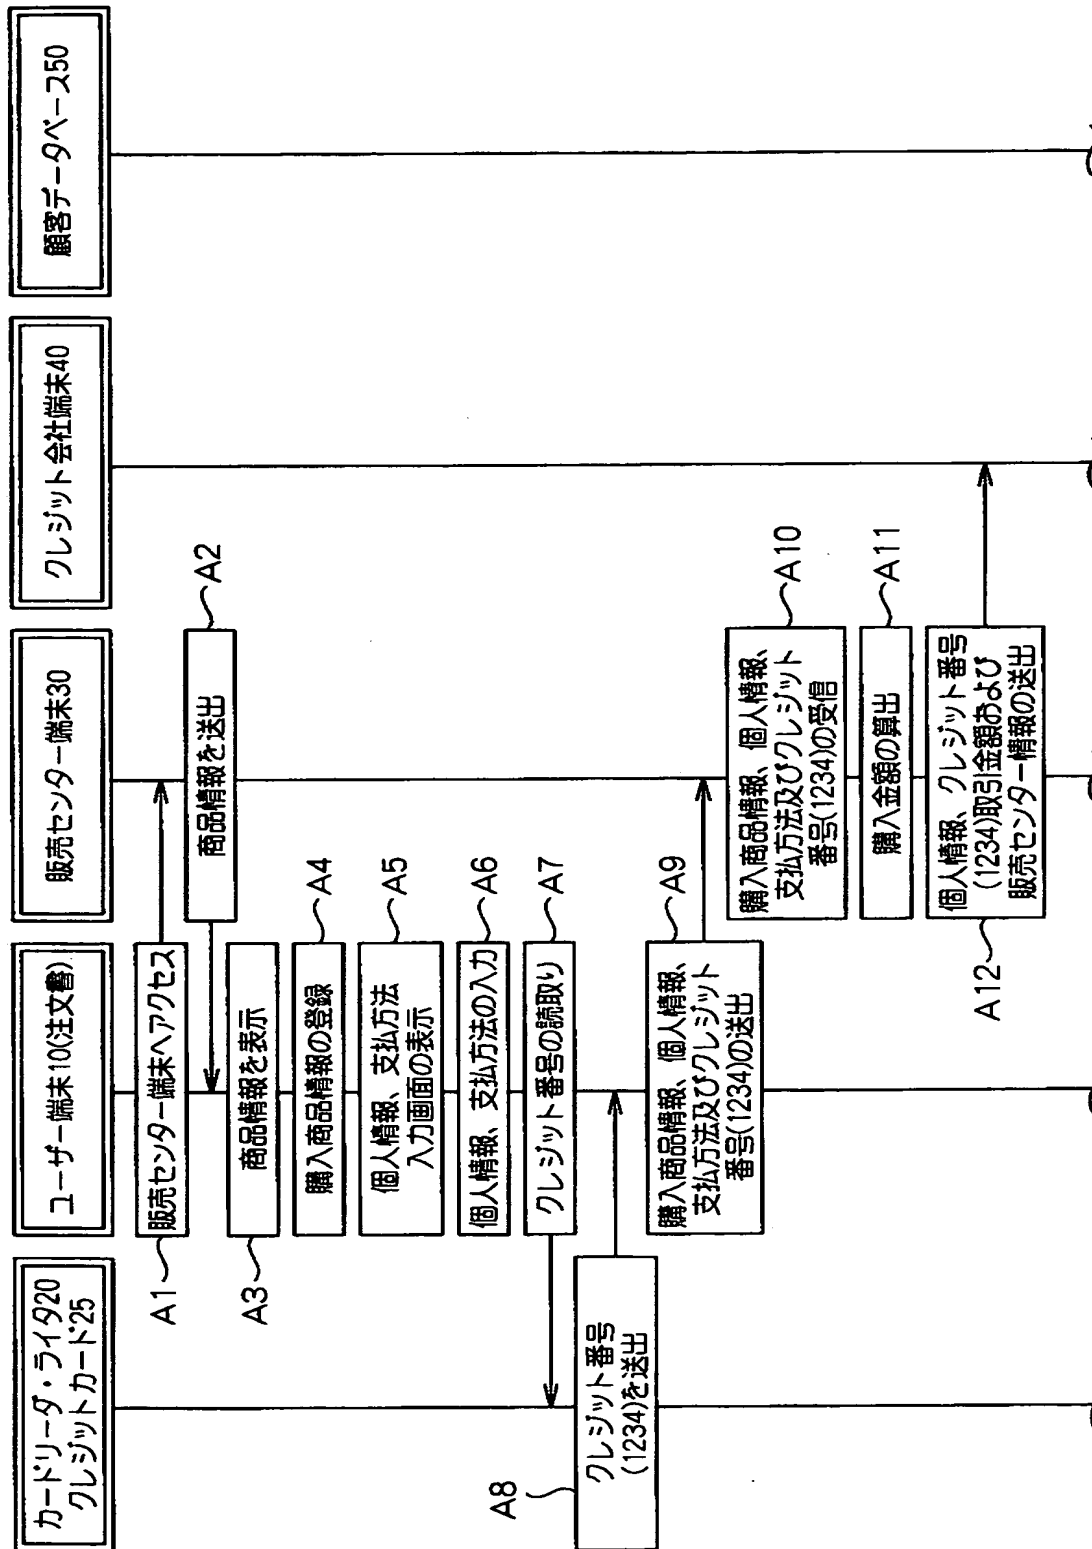 カードリーダ・ライタ20
クレジットカード25
ユーザー端末10(注文書)
販売センター端末30
クレジット会社端末40
顧客データベース50
販売センター端末へアクセス
A1
商品情報を送出
A2
商品情報を表示
A3
購入商品情報の登録
A4
個人情報、支払方法
入力画面の表示
A5
個人情報、支払方法の入力
A6
クレジット番号の読取り
A7
クレジット番号
(1234)を送出
A8
購入商品情報、個人情報、
支払方法及びクレジット
番号(1234)の送出
A9
購入商品情報、個人情報、
支払方法及びクレジット
番号(1234)の受信
A10
購入金額の算出
A11
個人情報、クレジット番号
(1234)取引金額および
販売センター情報の送出
A12